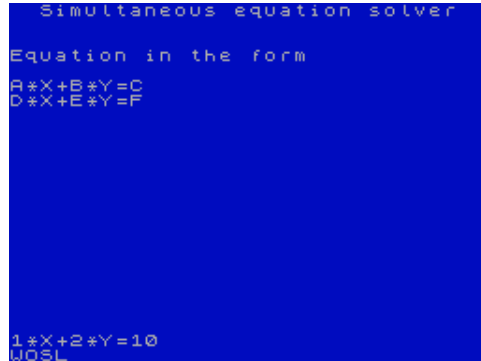 Simultaneous equation solver
Equation in the form
A*X+B*Y=C
D*X+E*Y=F
1*X+2*Y=10
WOSL